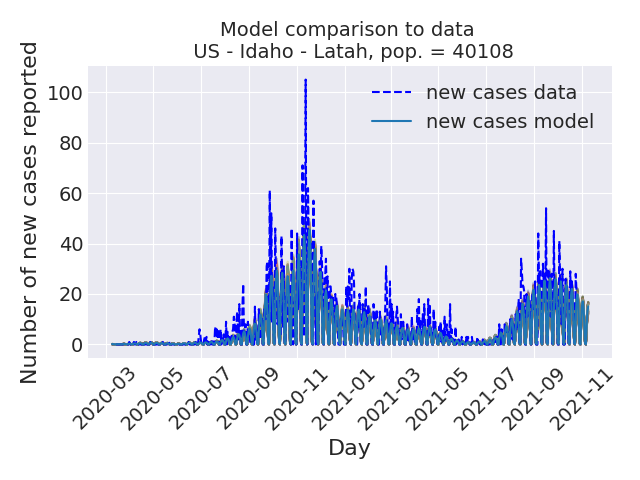 Model comparison to data
US - Idaho - Latah, pop. = 40108
Number of new cases reported
100
80
60
40
20
0
new cases data
new cases model
2020-03
2020-05
2020-07
2020-09
2020-11
2021-01
2021-03
2021-05
2021-07
2021-09
2021-11
Day